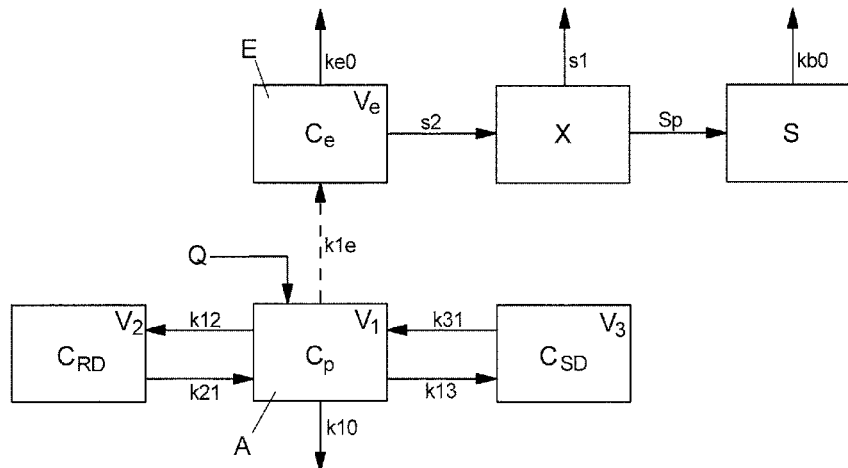 ke0
s1
kb0
E
Ve
Ce
s2
X
Sp
S
k1e
Q
V2
k12
V1
k31
V3
CRD
Cp
CSD
k21
k13
A
k10